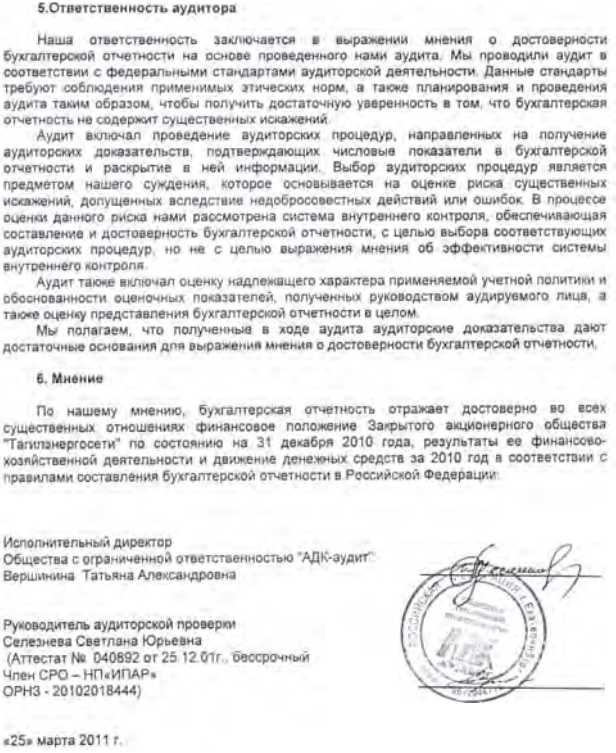 5.Ответственность аудитора
Наша ответственность заключается в выражении мнения о достоверности
бухгалтерской отчетности на основе проведенного нами аудита. Мы проводили аудит в
соответствии с федеральными стандартами аудиторской деятельности. Данные стандарты
требуют соблюдения применимых этических норм, а также планирования и проведения
аудита таким образом, чтобы получить достаточную уверенность в том, что бухгалтерская
отчетность не содержит существенных искажений.
Аудит включал проведение аудиторских процедур, направленных на получение
аудиторских доказательств, подтверждающих числовые показатели в бухгалтерской
отчетности и раскрытие в ней информации. Выбор аудиторских процедур является
предметом нашего суждения, которое основывается на оценке риска существенных
искажений, допущенных вследствие недобросовестных действий или ошибок. В процессе
оценки данного риска нами рассмотрена система внутреннего контроля, обеспечивающая
составление и достоверность бухгалтерской отчетности, с целью выбора соответствующих
аудиторских процедур, но не с целью выражения мнения об эффективности системы
внутреннего контроля.
Аудит также включал оценку надлежащего характера применяемой учетной политики и
обоснованности оценочных показателей, полученных руководством аудируемого лица, а
также оценку представления бухгалтерской отчетности в целом.
Мы полагаем, что полученные в ходе аудита аудиторские доказательства дают
достаточные основания для выражения мнения о достоверности бухгалтерской отчетности.
6. Мнение
По нашему мнению, бухгалтерская отчетность отражает достоверно во всех
существенных отношениях финансовое положение Закрытого акционерного общества
"Тагилэнергосети" по состоянию на 31 декабря 2010 года, результаты ее финансово-
хозяйственной деятельности и движение денежных средств за 2010 год в соответствии с
правилами составления бухгалтерской отчетности в Российской Федерации.
Исполнительный директор
Общества с ограниченной ответственностью "АДК-аудит"
Вершинина Татьяна Александровна
Руководитель аудиторской проверки
Селезнева Светлана Юрьевна
(Аттестат № 040892 от 25.12.01г., бессрочный
Член СРО – НП«ИПАР»
ОРНЗ - 20102018444)
«25» марта 2011 г.